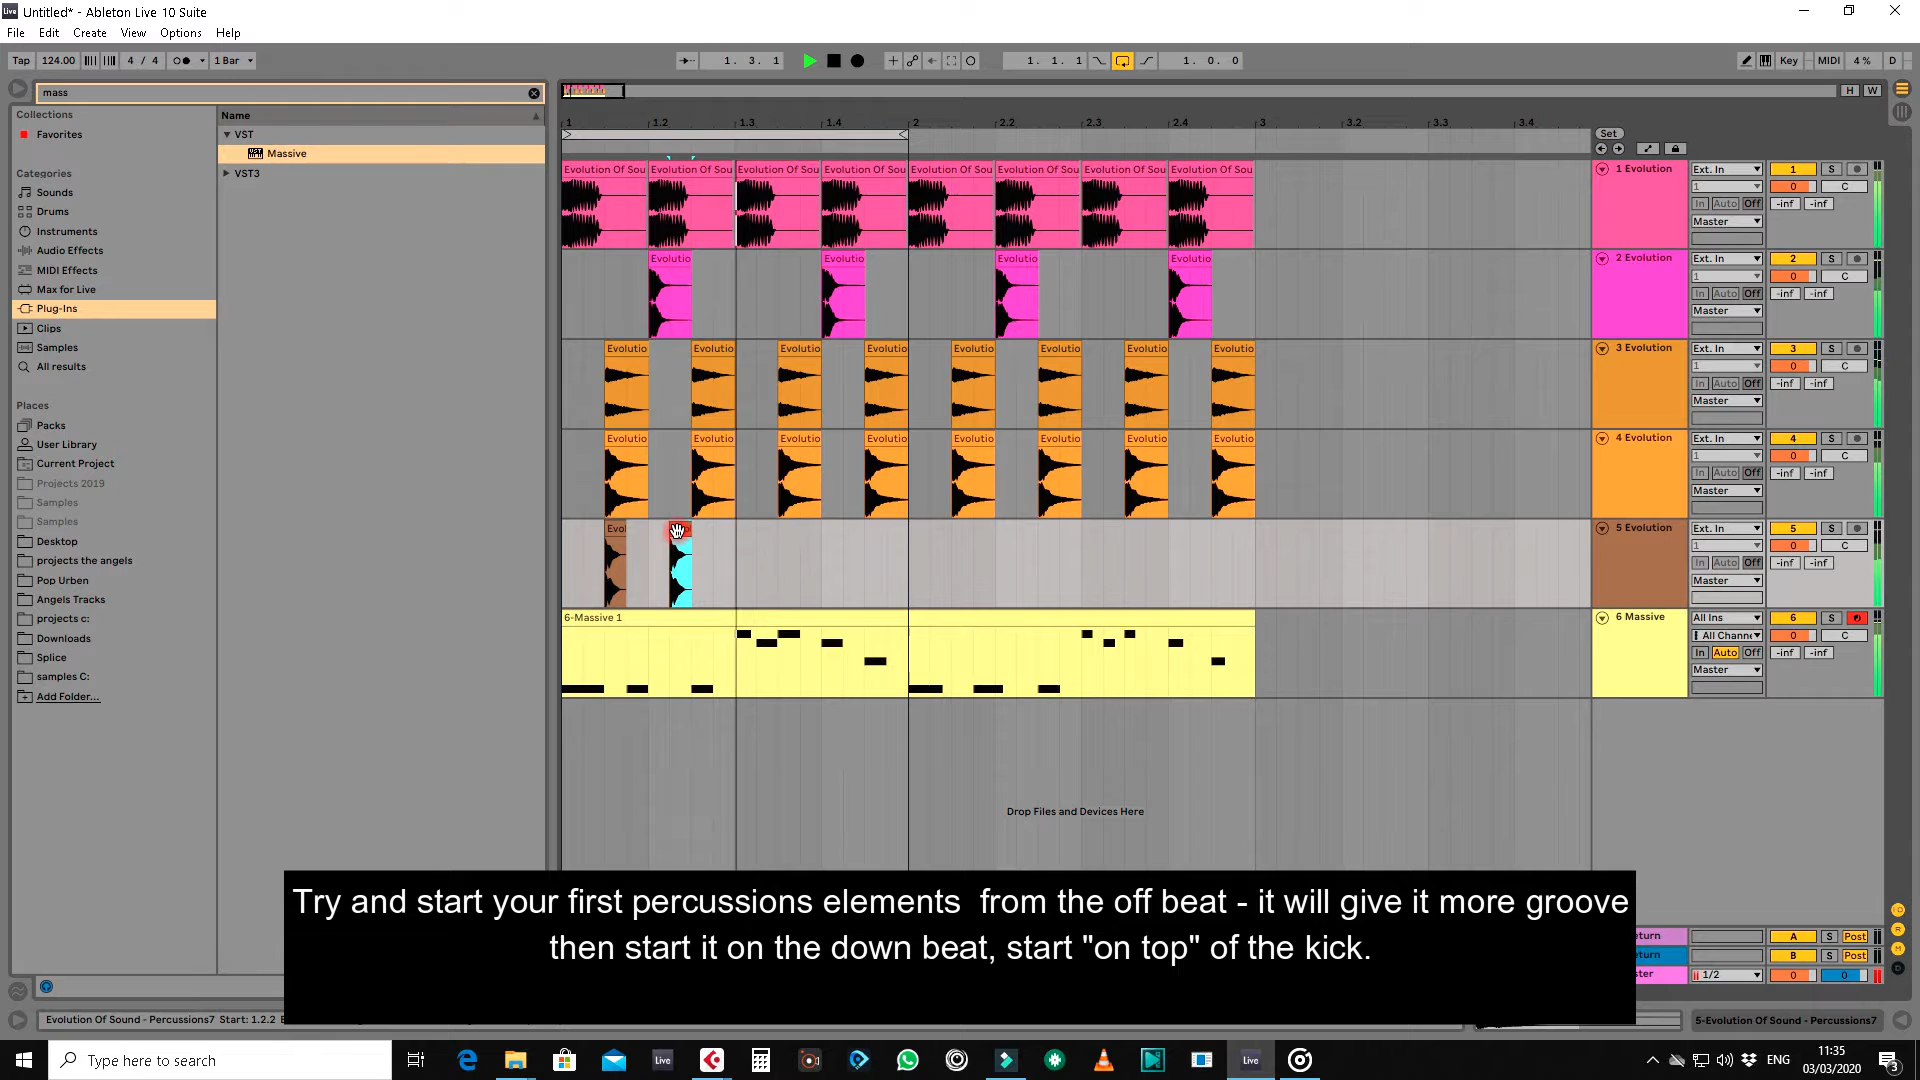 Untitled* - Ableton Live 10 Suite
File Edit Create View Options Help
Tap 124.00 4 / 4 1 Bar 1. 3. 1 1. 1. 1 1. 0. 0 Key MIDI 4 % D
mass
H W
Collections
Favorites
Name
VST
Massive
VST3
Categories
Sounds
Drums
Instruments
Audio Effects
MIDI Effects
Max for Live
Plug-Ins
Clips
Samples
All results
Places
Packs
User Library
Current Project
Projects 2019
Samples
Samples
Desktop
projects the angels
Pop Urben
Angels Tracks
projects c:
Downloads
Splice
samples C:
Add Folder...
1 1.2 1.3 1.4 2 2.2 2.3 2.4 3 3.2 3.3 3.4
Set
Evolution Of Sou Evolution Of Sou Evolution Of Sou Evolution Of Sou Evolution Of Sou Evolution Of Sou Evolution Of Sou Evolution Of Sou
1 Evolution Ext. In 1 S
1 0 C
In Auto Off -inf -inf
Master
Evolutio Evolutio Evolutio Evolutio
2 Evolution Ext. In 2 S
1 0 C
In Auto Off -inf -inf
Master
Evolutio Evolutio Evolutio Evolutio Evolutio Evolutio Evolutio Evolutio
3 Evolution Ext. In 3 S
1 0 C
In Auto Off -inf -inf
Master
Evolutio Evolutio Evolutio Evolutio Evolutio Evolutio Evolutio Evolutio
4 Evolution Ext. In 4 S
1 0 C
In Auto Off -inf -inf
Master
Evol
5 Evolution Ext. In 5 S
1 0 C
In Auto Off -inf -inf
Master
6-Massive 1
6 Massive All Ins 6 S
All Channe 0 C
In Auto Off -inf -inf
Master
Drop Files and Devices Here
Try and start your first percussions elements from the off beat - it will give it more groove
then start it on the down beat, start "on top" of the kick.
eturn A S Post
eturn B S Post
ster 1/2 0 0
Evolution Of Sound - Percussions7 Start: 1.2.2
5-Evolution Of Sound - Percussions7
Type here to search
Live
Live
ENG
11:35
03/03/2020
3